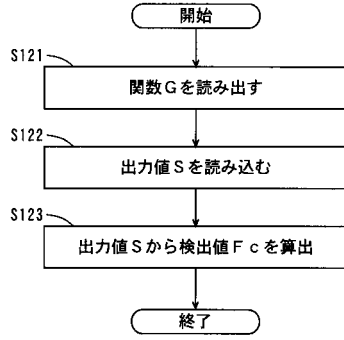 開始
S121
関数Gを読み出す
S122
出力値Sを読み込む
S123
出力値Sから検出値Fcを算出
終了